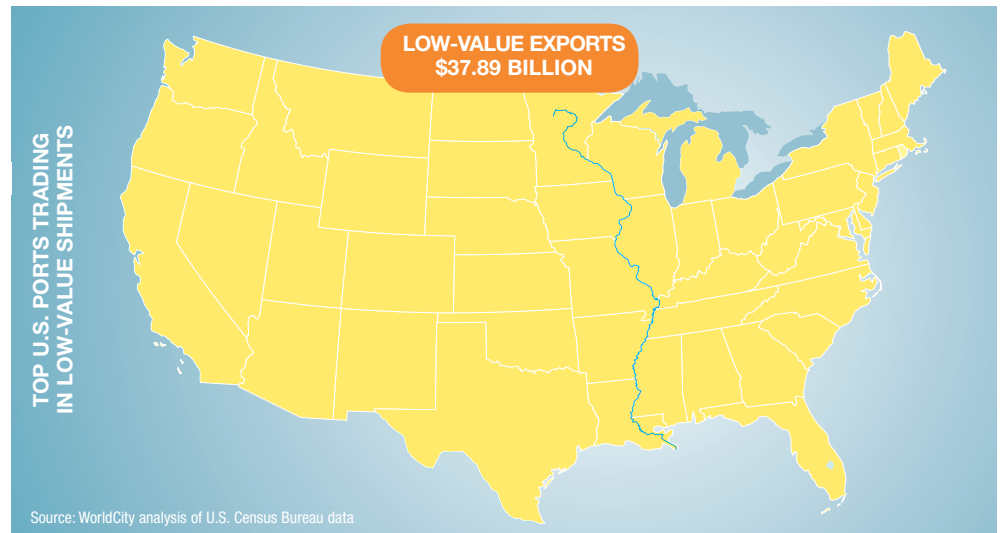 LOW-VALUE EXPORTS
$37.89 BILLION
TOP U.S. PORTS TRADING
IN LOW-VALUE SHIPMENTS
Source: WorldCity analysis of U.S. Census Bureau data